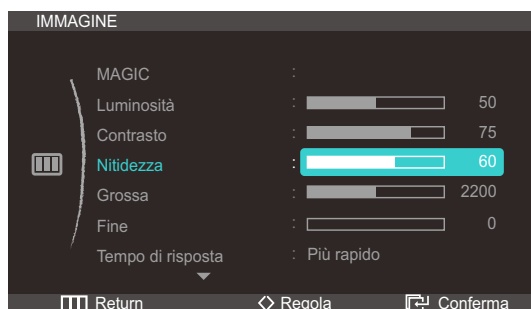 IMMAGINE
MAGIC :
Luminosità : 50
Contrasto : 75
Nitidezza : 60
Grossa : 2200
Fine : 0
Tempo di risposta : Più rapido
Return Regola Conferma